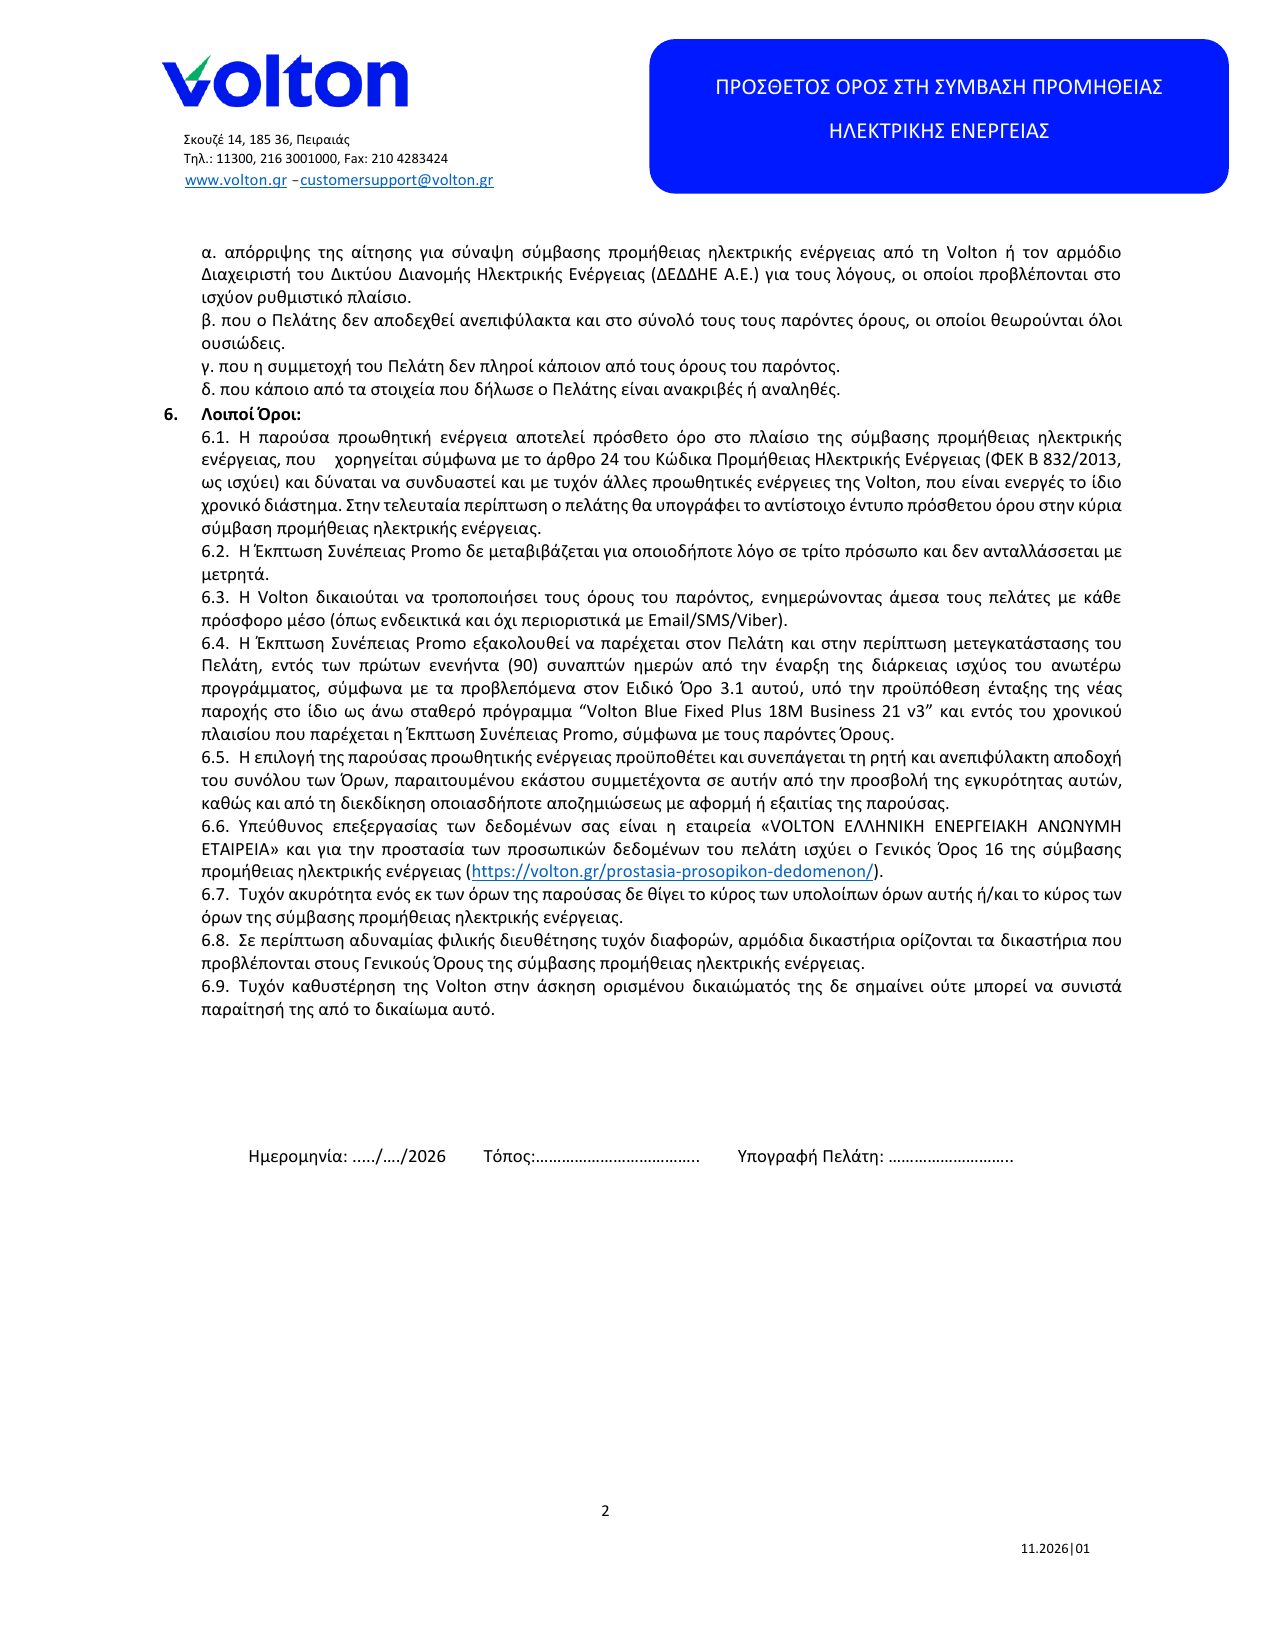 volton
ΠΡΟΣΘΕΤΟΣ ΟΡΟΣ ΣΤΗ ΣΥΜΒΑΣΗ ΠΡΟΜΗΘΕΙΑΣ
ΗΛΕΚΤΡΙΚΗΣ ΕΝΕΡΓΕΙΑΣ
Σκουζέ 14, 185 36, Πειραιάς
Τηλ.: 11300, 216 3001000, Fax: 210 4283424
www.volton.gr –customersupport@volton.gr
α. απόρριψης της αίτησης για σύναψη σύμβασης προμήθειας ηλεκτρικής ενέργειας από τη Volton ή τον αρμόδιο
Διαχειριστή του Δικτύου Διανομής Ηλεκτρικής Ενέργειας (ΔΕΔΔΗΕ Α.Ε.) για τους λόγους, οι οποίοι προβλέπονται στο
ισχύον ρυθμιστικό πλαίσιο.
β. που ο Πελάτης δεν αποδεχθεί ανεπιφύλακτα και στο σύνολό τους τους παρόντες όρους, οι οποίοι θεωρούνται όλοι
ουσιώδεις.
γ. που η συμμετοχή του Πελάτη δεν πληροί κάποιον από τους όρους του παρόντος.
δ. που κάποιο από τα στοιχεία που δήλωσε ο Πελάτης είναι ανακριβές ή αναληθές.
6. Λοιποί Όροι:
6.1. Η παρούσα προωθητική ενέργεια αποτελεί πρόσθετο όρο στο πλαίσιο της σύμβασης προμήθειας ηλεκτρικής
ενέργειας, που χορηγείται σύμφωνα με το άρθρο 24 του Κώδικα Προμήθειας Ηλεκτρικής Ενέργειας (ΦΕΚ Β 832/2013,
ως ισχύει) και δύναται να συνδυαστεί και με τυχόν άλλες προωθητικές ενέργειες της Volton, που είναι ενεργές το ίδιο
χρονικό διάστημα. Στην τελευταία περίπτωση ο πελάτης θα υπογράφει το αντίστοιχο έντυπο πρόσθετου όρου στην κύρια
σύμβαση προμήθειας ηλεκτρικής ενέργειας.
6.2. Η Έκπτωση Συνέπειας Promo δε μεταβιβάζεται για οποιοδήποτε λόγο σε τρίτο πρόσωπο και δεν ανταλλάσσεται με
μετρητά.
6.3. Η Volton δικαιούται να τροποποιήσει τους όρους του παρόντος, ενημερώνοντας άμεσα τους πελάτες με κάθε
πρόσφορο μέσο (όπως ενδεικτικά και όχι περιοριστικά με Email/SMS/Viber).
6.4. Η Έκπτωση Συνέπειας Promo εξακολουθεί να παρέχεται στον Πελάτη και στην περίπτωση μετεγκατάστασης του
Πελάτη, εντός των πρώτων ενενήντα (90) συναπτών ημερών από την έναρξη της διάρκειας ισχύος του ανωτέρω
προγράμματος, σύμφωνα με τα προβλεπόμενα στον Ειδικό Όρο 3.1 αυτού, υπό την προϋπόθεση ένταξης της νέας
παροχής στο ίδιο ως άνω σταθερό πρόγραμμα “Volton Blue Fixed Plus 18M Business 21 v3” και εντός του χρονικού
πλαισίου που παρέχεται η Έκπτωση Συνέπειας Promo, σύμφωνα με τους παρόντες Όρους.
6.5. Η επιλογή της παρούσας προωθητικής ενέργειας προϋποθέτει και συνεπάγεται τη ρητή και ανεπιφύλακτη αποδοχή
του συνόλου των Όρων, παραιτουμένου εκάστου συμμετέχοντα σε αυτήν από την προσβολή της εγκυρότητας αυτών,
καθώς και από τη διεκδίκηση οποιασδήποτε αποζημιώσεως με αφορμή ή εξαιτίας της παρούσας.
6.6. Υπεύθυνος επεξεργασίας των δεδομένων σας είναι η εταιρεία «VOLTON ΕΛΛΗΝΙΚΗ ΕΝΕΡΓΕΙΑΚΗ ΑΝΩΝΥΜΗ
ΕΤΑΙΡΕΙΑ» και για την προστασία των προσωπικών δεδομένων του πελάτη ισχύει ο Γενικός Όρος 16 της σύμβασης
προμήθειας ηλεκτρικής ενέργειας (https://volton.gr/prostasia-prosopikon-dedomenon/).
6.7. Τυχόν ακυρότητα ενός εκ των όρων της παρούσας δε θίγει το κύρος των υπολοίπων όρων αυτής ή/και το κύρος των
όρων της σύμβασης προμήθειας ηλεκτρικής ενέργειας.
6.8. Σε περίπτωση αδυναμίας φιλικής διευθέτησης τυχόν διαφορών, αρμόδια δικαστήρια ορίζονται τα δικαστήρια που
προβλέπονται στους Γενικούς Όρους της σύμβασης προμήθειας ηλεκτρικής ενέργειας.
6.9. Τυχόν καθυστέρηση της Volton στην άσκηση ορισμένου δικαιώματός της δε σημαίνει ούτε μπορεί να συνιστά
παραίτησή της από το δικαίωμα αυτό.
Ημερομηνία: ...../…./2026 Τόπος:……………………………….. Υπογραφή Πελάτη: ………………………..
2
11.2026|01